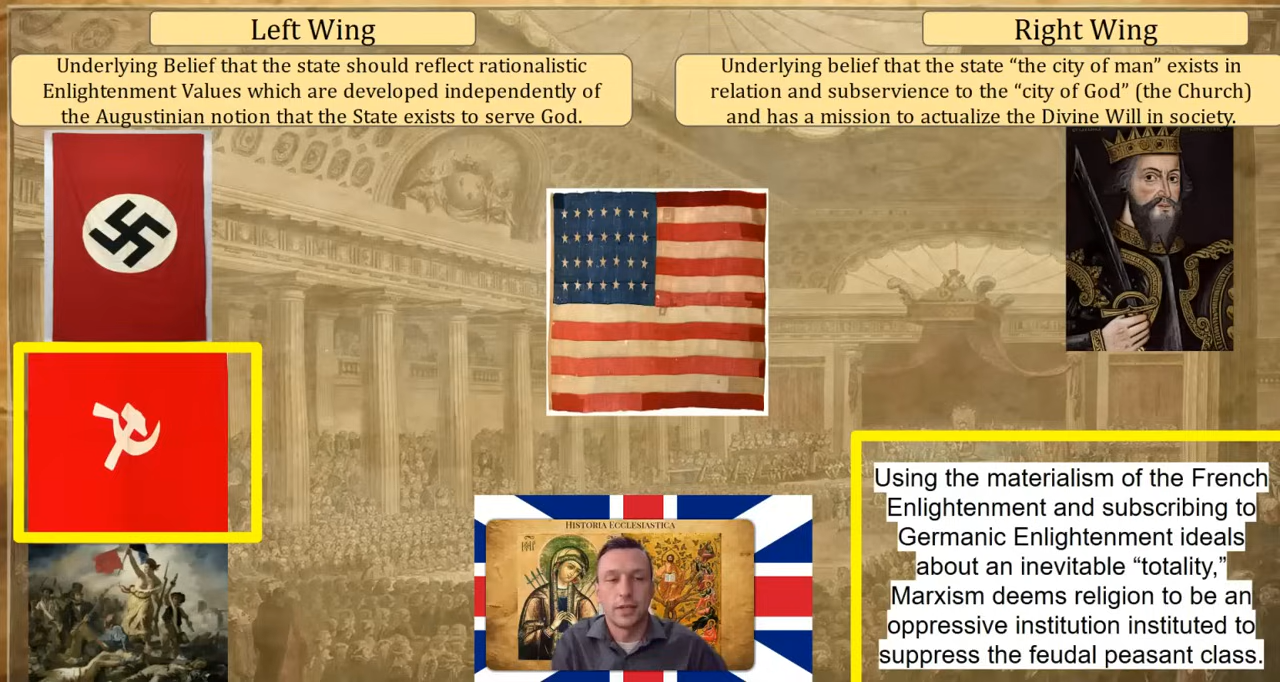 Left Wing
Underlying Belief that the state should reflect rationalistic
Enlightenment Values which are developed independently of
the Augustinian notion that the State exists to serve God.
Right Wing
Underlying belief that the state “the city of man” exists in
relation and subservience to the “city of God” (the Church)
and has a mission to actualize the Divine Will in society.
Historia Ecclesiastica
Using the materialism of the French
Enlightenment and subscribing to
Germanic Enlightenment ideals
about an inevitable “totality,”
Marxism deems religion to be an
oppressive institution instituted to
suppress the feudal peasant class.